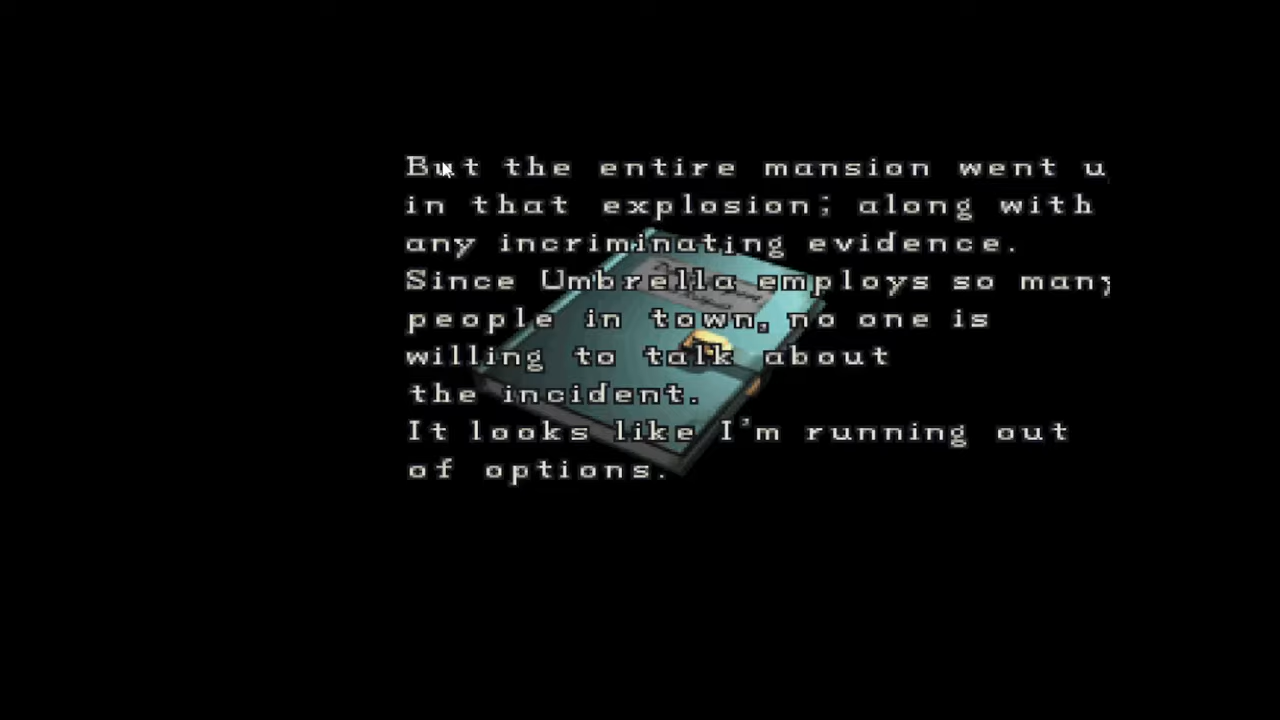 But the entire mansion went u
in that explosion; along with
any incriminating evidence.
Since Umbrella employs so many
people in town, no one is
willing to talk about
the incident.
It looks like I'm running out
of options.